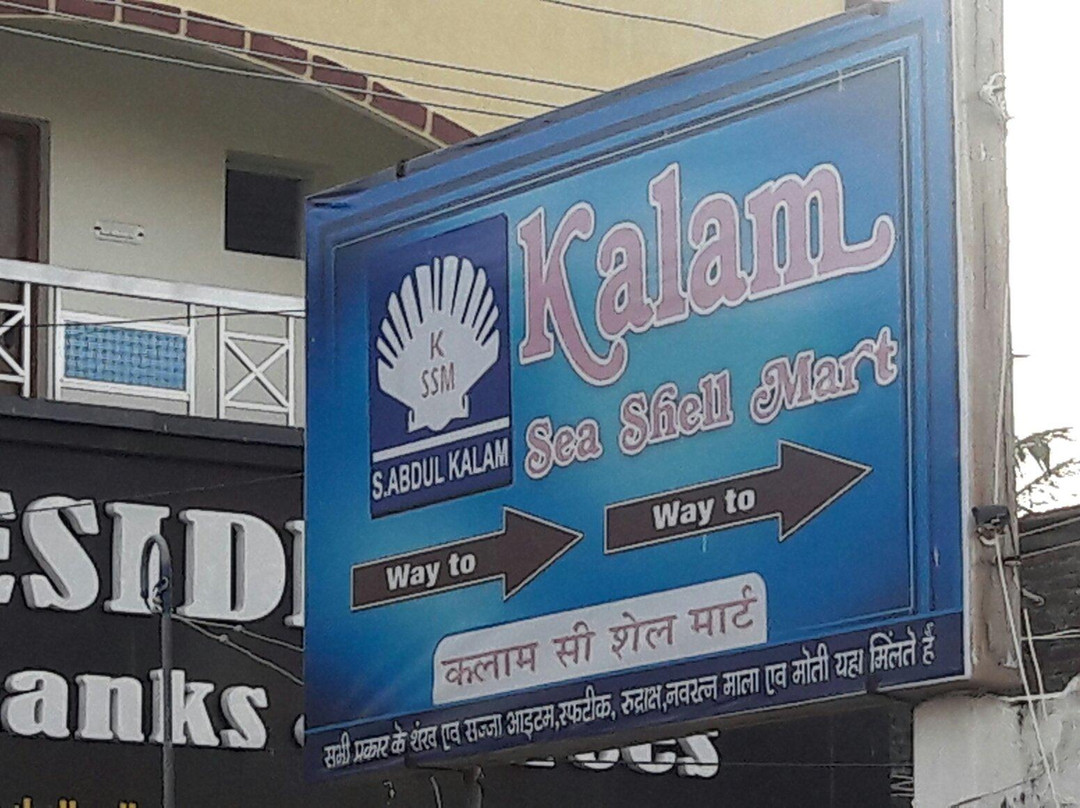 Kalam
Sea Shell Mart
K
SSM
S.ABDUL KALAM
Way to
Way to
कलाम सी शेल मार्ट
सभी प्रकार के शंख एव सज्जा आइटम,स्फटीक, रुद्राक्ष,नवरत्न माला एव मोती यहा मिंलते हैं
ESID
anks